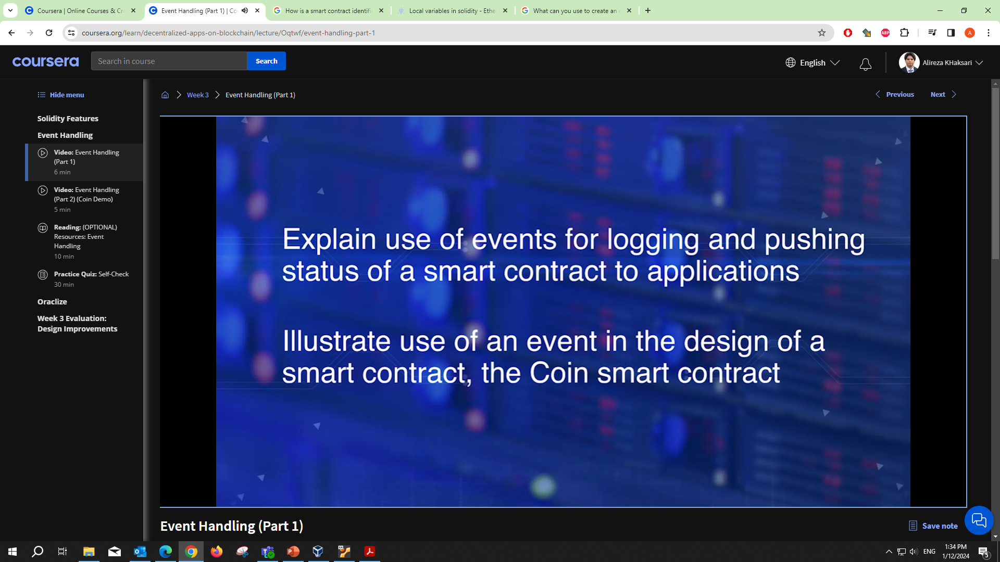 Coursera | Online Courses & Cr
Event Handling (Part 1) | Co
How is a smart contract identifi
Local variables in solidity - Ethe
What can you use to create an e
coursera.org/learn/decentralized-apps-on-blockchain/lecture/Oqtwf/event-handling-part-1
ABP
A
coursera
Search in course
Search
English
Alireza KHaksari
Hide menu
Week 3
Event Handling (Part 1)
Previous
Next
Solidity Features
Event Handling
Video: Event Handling
(Part 1)
6 min
Video: Event Handling
(Part 2) (Coin Demo)
5 min
Reading: (OPTIONAL)
Resources: Event
Handling
10 min
Practice Quiz: Self-Check
30 min
Oraclize
Week 3 Evaluation:
Design Improvements
Explain use of events for logging and pushing
status of a smart contract to applications
Illustrate use of an event in the design of a
smart contract, the Coin smart contract
Event Handling (Part 1)
Save note
ENG
1:34 PM
1/12/2024
5